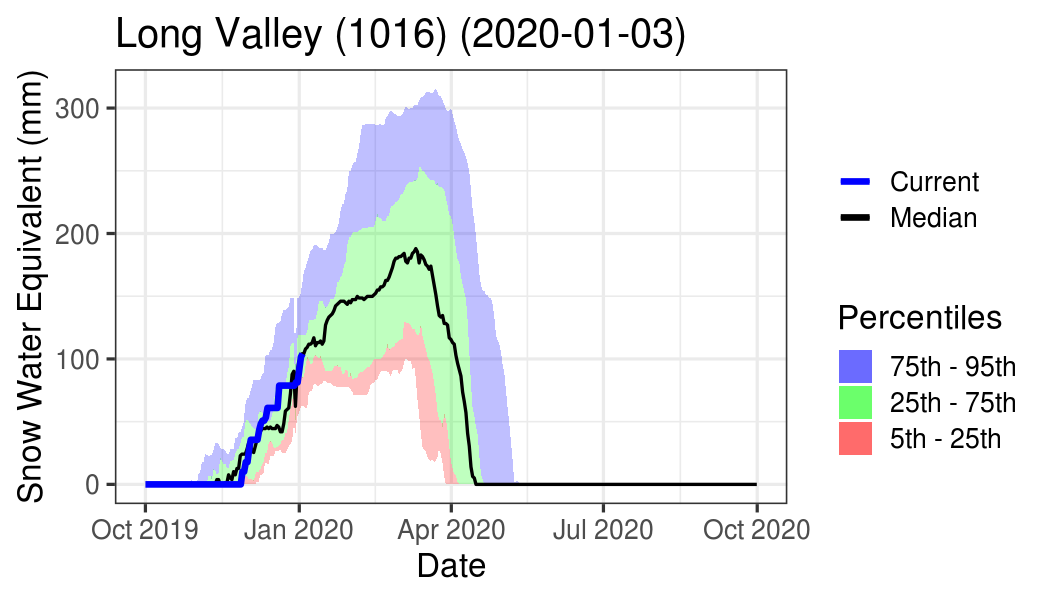 Long Valley (1016) (2020-01-03)
Snow Water Equivalent (mm)
300
200
100
0
Oct 2019 Jan 2020 Apr 2020 Jul 2020 Oct 2020
Date
Current
Median
Percentiles
75th - 95th
25th - 75th
5th - 25th